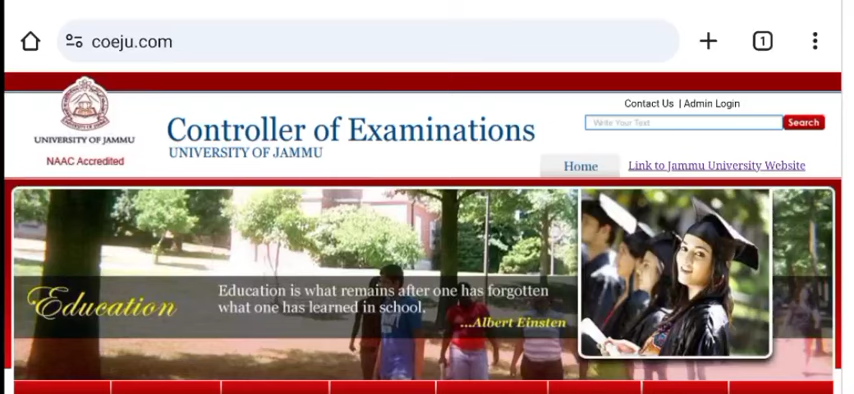 coeju.com
1
Contact Us | Admin Login
Write Your Text
Search
Controller of Examinations
UNIVERSITY OF JAMMU
UNIVERSITY OF JAMMU
NAAC Accredited
Home
Link to Jammu University Website
Education
Education is what remains after one has forgotten
what one has learned in school.
...Albert Einsten